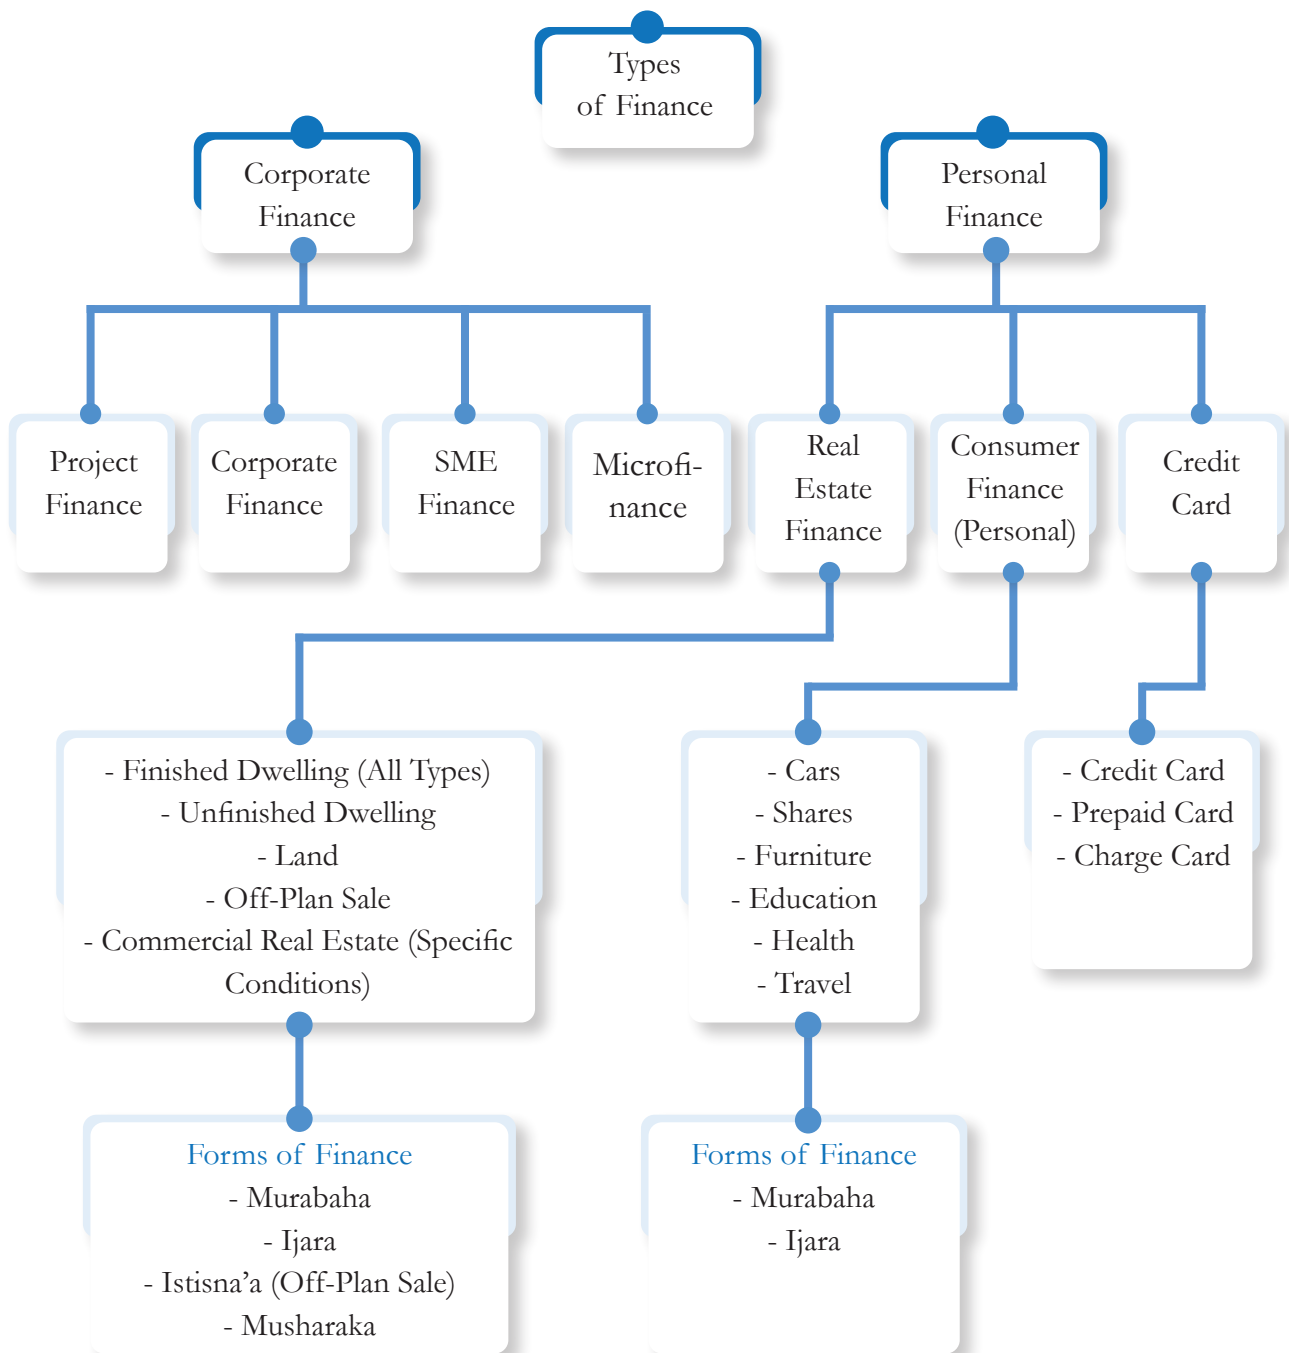 Types
of Finance
Corporate
Finance
Personal
Finance
Project
Finance
Corporate
Finance
SME
Finance
Microfi-
nance
Real
Estate
Finance
Consumer
Finance
(Personal)
Credit
Card
- Finished Dwelling (All Types)
- Unfinished Dwelling
- Land
- Off-Plan Sale
- Commercial Real Estate (Specific
Conditions)
- Cars
- Shares
- Furniture
- Education
- Health
- Travel
- Credit Card
- Prepaid Card
- Charge Card
Forms of Finance
- Murabaha
- Ijara
- Istisna’a (Off-Plan Sale)
- Musharaka
Forms of Finance
- Murabaha
- Ijara